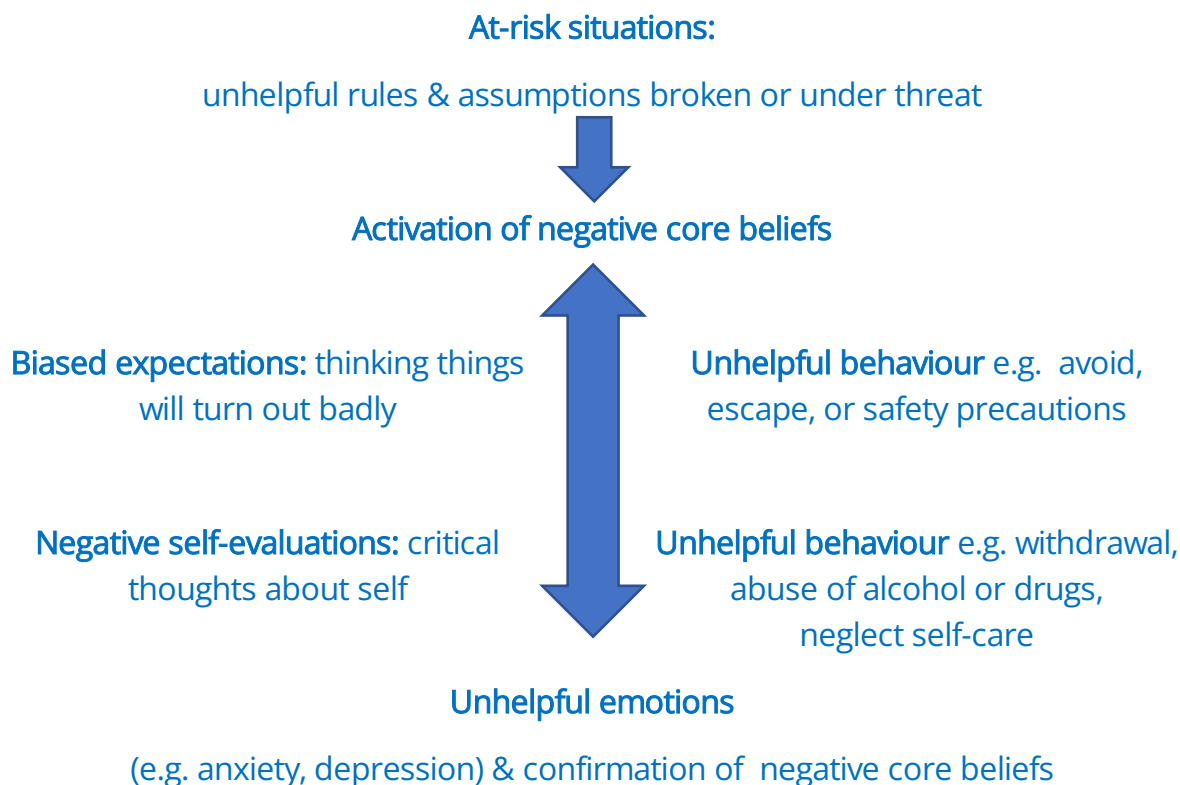 At-risk situations:
unhelpful rules & assumptions broken or under threat
Activation of negative core beliefs
Biased expectations: thinking things
will turn out badly
Unhelpful behaviour e.g. avoid,
escape, or safety precautions
Negative self-evaluations: critical
thoughts about self
Unhelpful behaviour e.g. withdrawal,
abuse of alcohol or drugs,
neglect self-care
Unhelpful emotions
(e.g. anxiety, depression) & confirmation of negative core beliefs